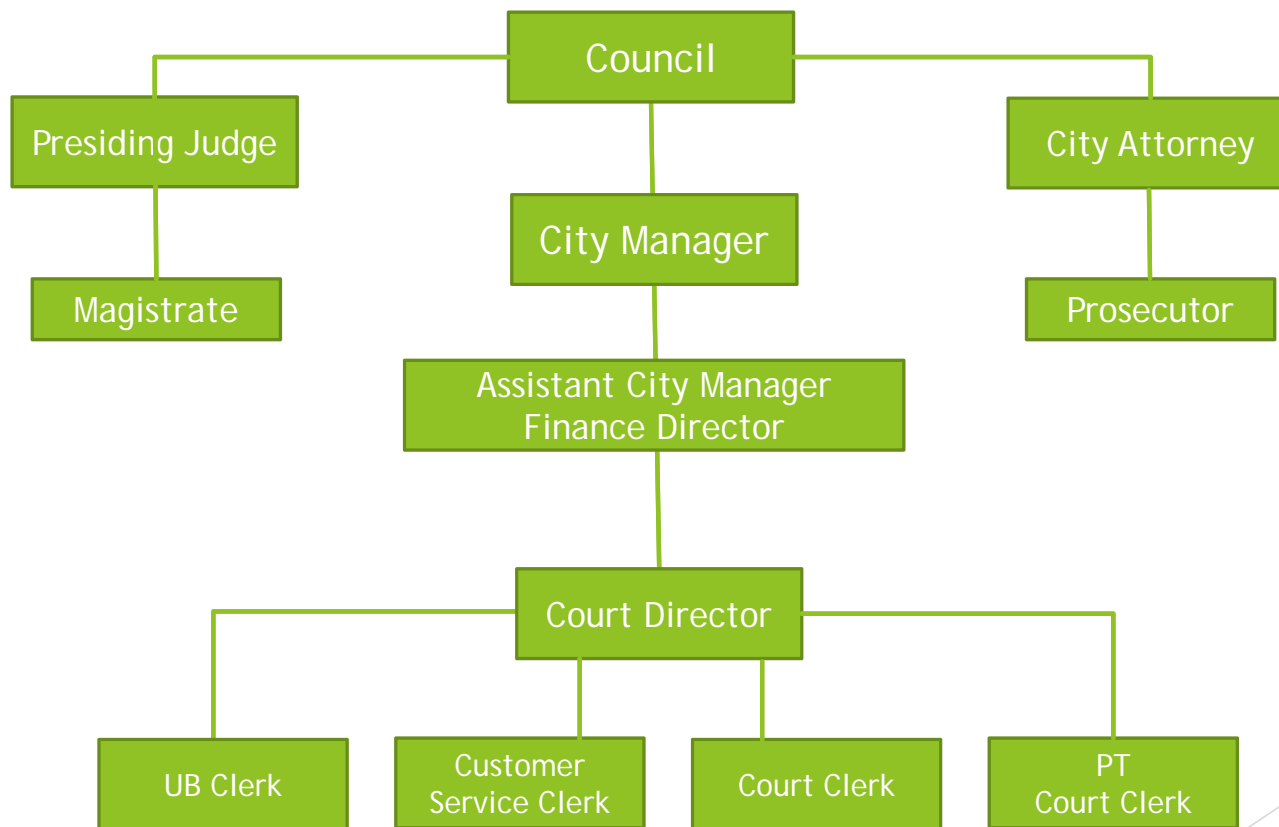 Council
Presiding Judge
City Attorney
City Manager
Magistrate
Prosecutor
Assistant City Manager
Finance Director
Court Director
UB Clerk
Customer
Service Clerk
Court Clerk
PT
Court Clerk